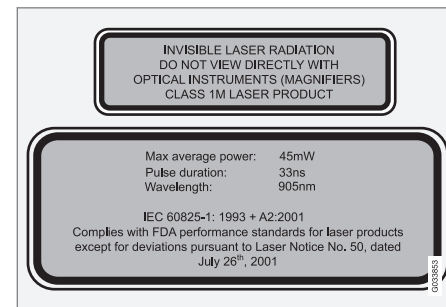 INVISIBLE LASER RADIATION
DO NOT VIEW DIRECTLY WITH
OPTICAL INSTRUMENTS (MAGNIFIERS)
CLASS 1M LASER PRODUCT
Max average power: 45mW
Pulse duration: 33ns
Wavelength: 905nm
IEC 60825-1: 1993 + A2:2001
Complies with FDA performance standards for laser products
except for deviations pursuant to Laser Notice No. 50, dated
July 26th, 2001
G033853